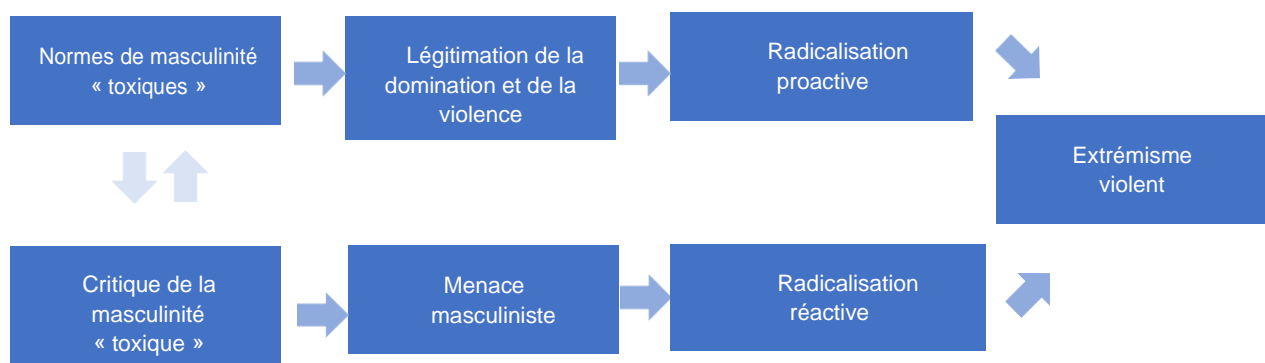 Normes de masculinité
« toxiques »
Légitimation de la
domination et de la
violence
Radicalisation
proactive
Extrémisme
violent
Critique de la
masculinité
« toxique »
Menace
masculiniste
Radicalisation
réactive